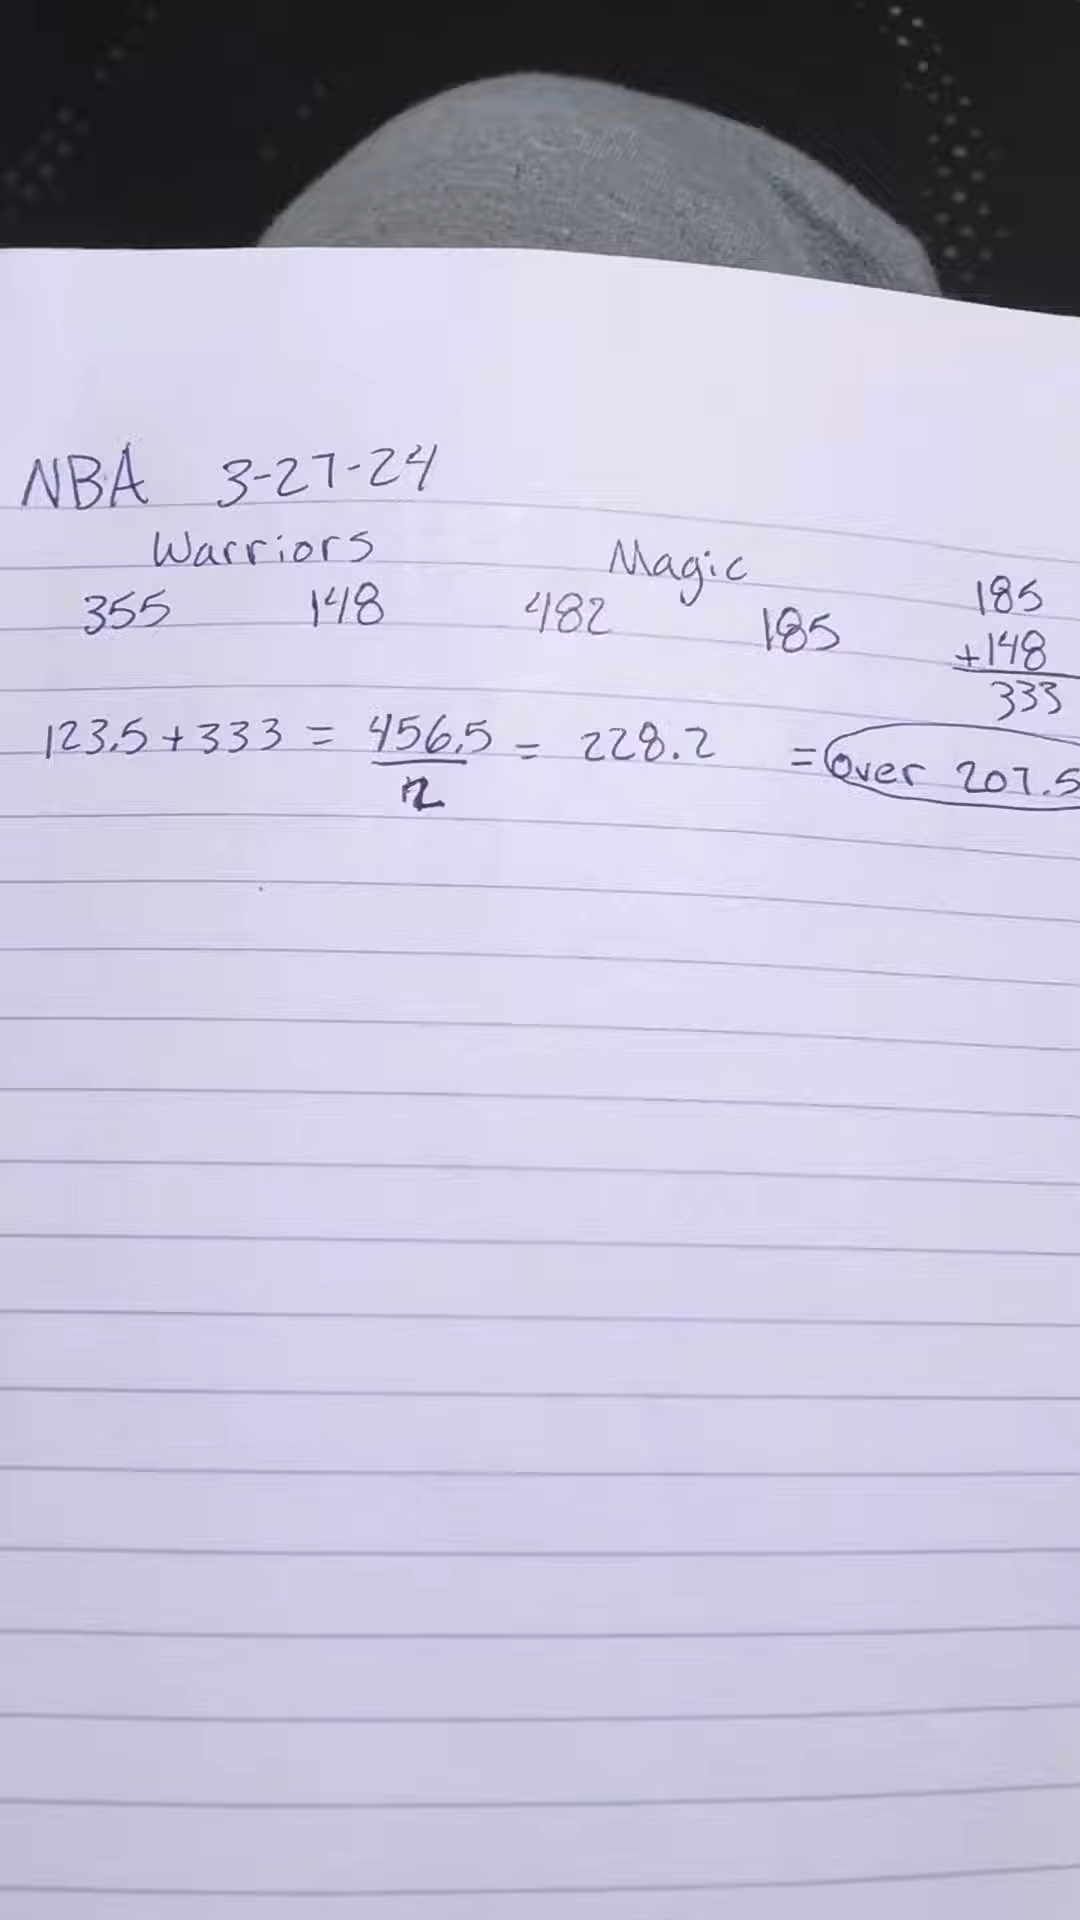 NBA 3-27-24
Warriors Magic
355 148 482 185
185
+148
333
123.5 + 333 = 456.5 = 228.2 = over 207.5
2